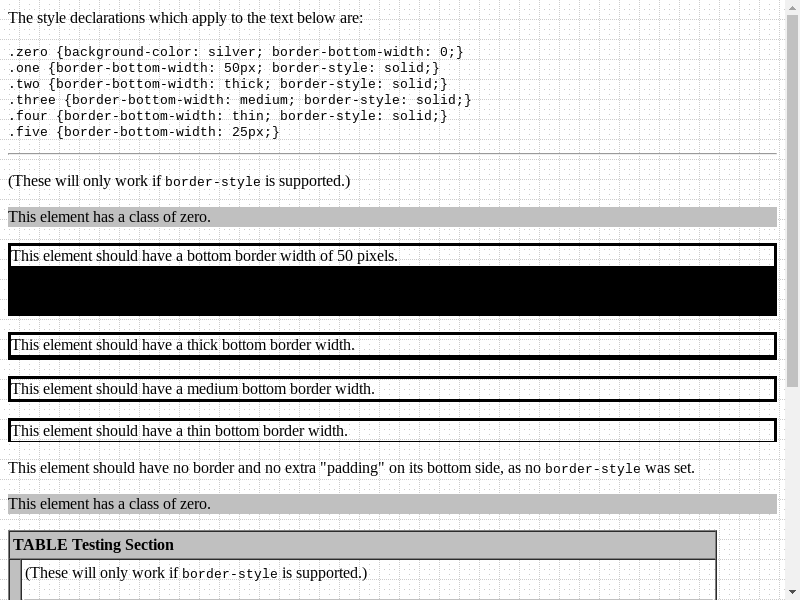 The style declarations which apply to the text below are:
.zero {background-color: silver; border-bottom-width: 0;}
.one {border-bottom-width: 50px; border-style: solid;}
.two {border-bottom-width: thick; border-style: solid;}
.three {border-bottom-width: medium; border-style: solid;}
.four {border-bottom-width: thin; border-style: solid;}
.five {border-bottom-width: 25px;}
(These will only work if border-style is supported.)
This element has a class of zero.
This element should have a bottom border width of 50 pixels.
This element should have a thick bottom border width.
This element should have a medium bottom border width.
This element should have a thin bottom border width.
This element should have no border and no extra "padding" on its bottom side, as no border-style was set.
This element has a class of zero.
TABLE Testing Section
(These will only work if border-style is supported.)